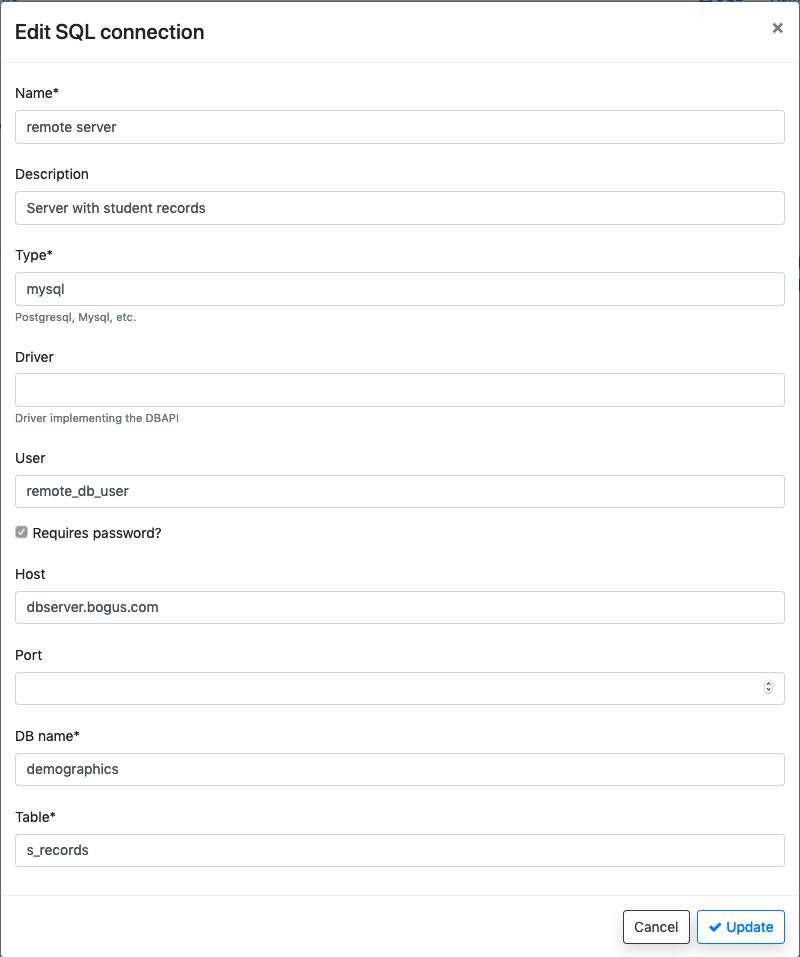 Edit SQL connection
×
Name*
remote server
Description
Server with student records
Type*
mysql
Postgresql, Mysql, etc.
Driver
Driver implementing the DBAPI
User
remote_db_user
Requires password?
Host
dbserver.bogus.com
Port
DB name*
demographics
Table*
s_records
Cancel
Update